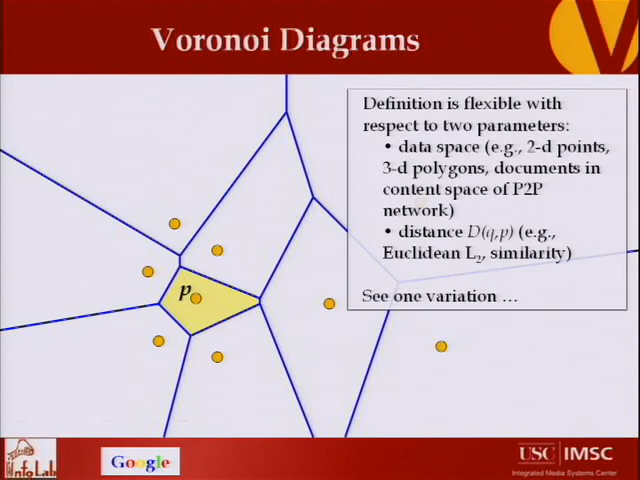 Voronoi Diagrams
V
Definition is flexible with
respect to two parameters:
• data space (e.g., 2-d points,
3-d polygons, documents in
content space of P2P
network)
• distance D(q,p) (e.g.,
Euclidean L2, similarity)
See one variation ...
p
InfoLab
Google
USC IMSC
Integrated Media Systems Center